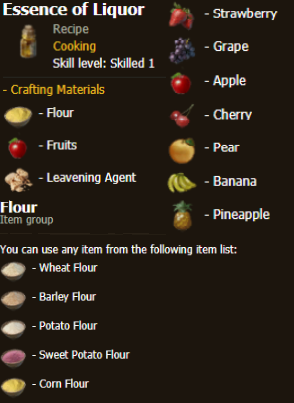 Essence of Liquor
Recipe
Cooking
Skill level: Skilled 1
- Crafting Materials
- Flour
- Fruits
- Leavening Agent
Flour
Item group
You can use any item from the following item list:
- Wheat Flour
- Barley Flour
- Potato Flour
- Sweet Potato Flour
- Corn Flour
- Strawberry
- Grape
- Apple
- Cherry
- Pear
- Banana
- Pineapple